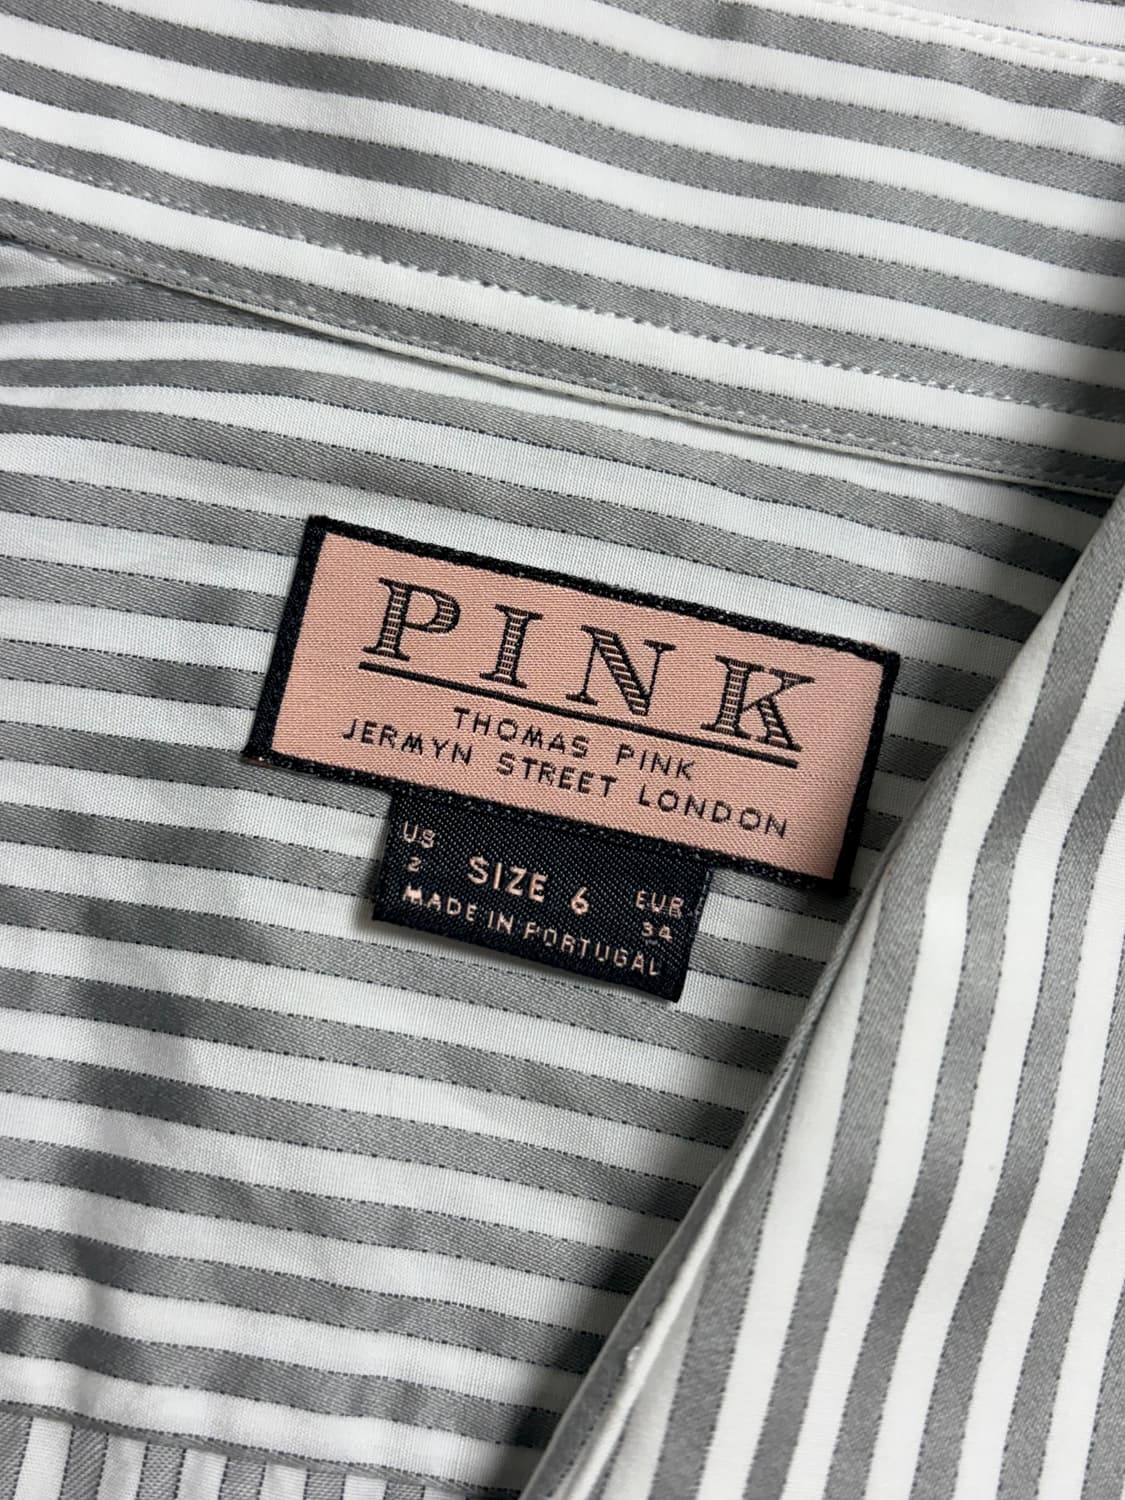 PINK
THOMAS PINK
JERMYN STREET LONDON
US SIZE 6 EUR
2 34
MADE IN PORTUGAL